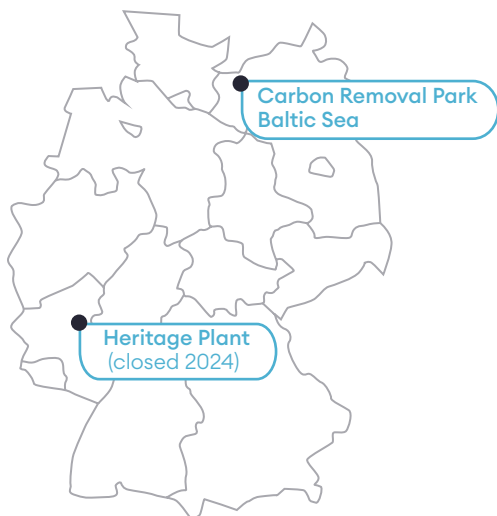 Carbon Removal Park
Baltic Sea
Heritage Plant
(closed 2024)